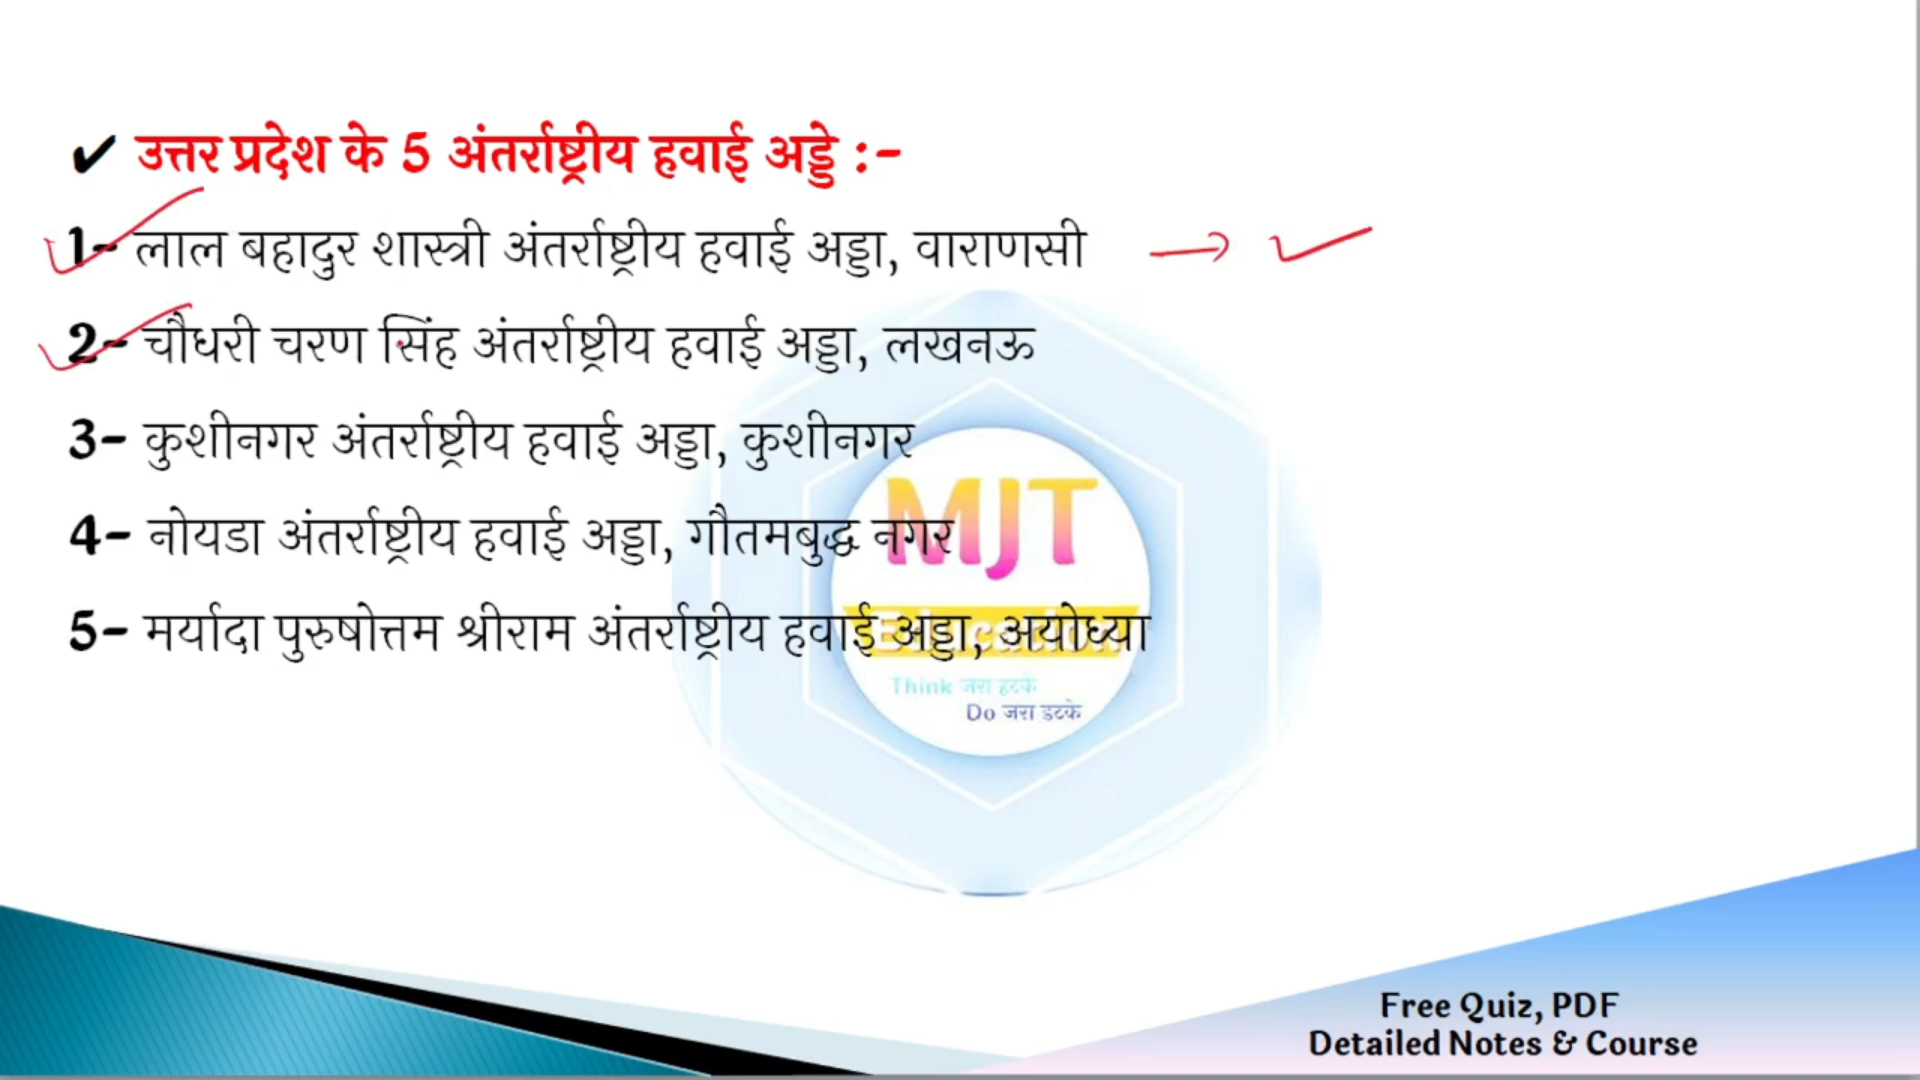 ✔ उत्तर प्रदेश के 5 अंतर्राष्ट्रीय हवाई अड्डे :-
1- लाल बहादुर शास्त्री अंतर्राष्ट्रीय हवाई अड्डा, वाराणसी
2- चौधरी चरण सिंह अंतर्राष्ट्रीय हवाई अड्डा, लखनऊ
3- कुशीनगर अंतर्राष्ट्रीय हवाई अड्डा, कुशीनगर
4- नोयडा अंतर्राष्ट्रीय हवाई अड्डा, गौतमबुद्ध नगर
5- मर्यादा पुरुषोत्तम श्रीराम अंतर्राष्ट्रीय हवाई अड्डा, अयोध्या
MJT
Education
Think जरा हटके
Do जरा डटके
Free Quiz, PDF
Detailed Notes & Course